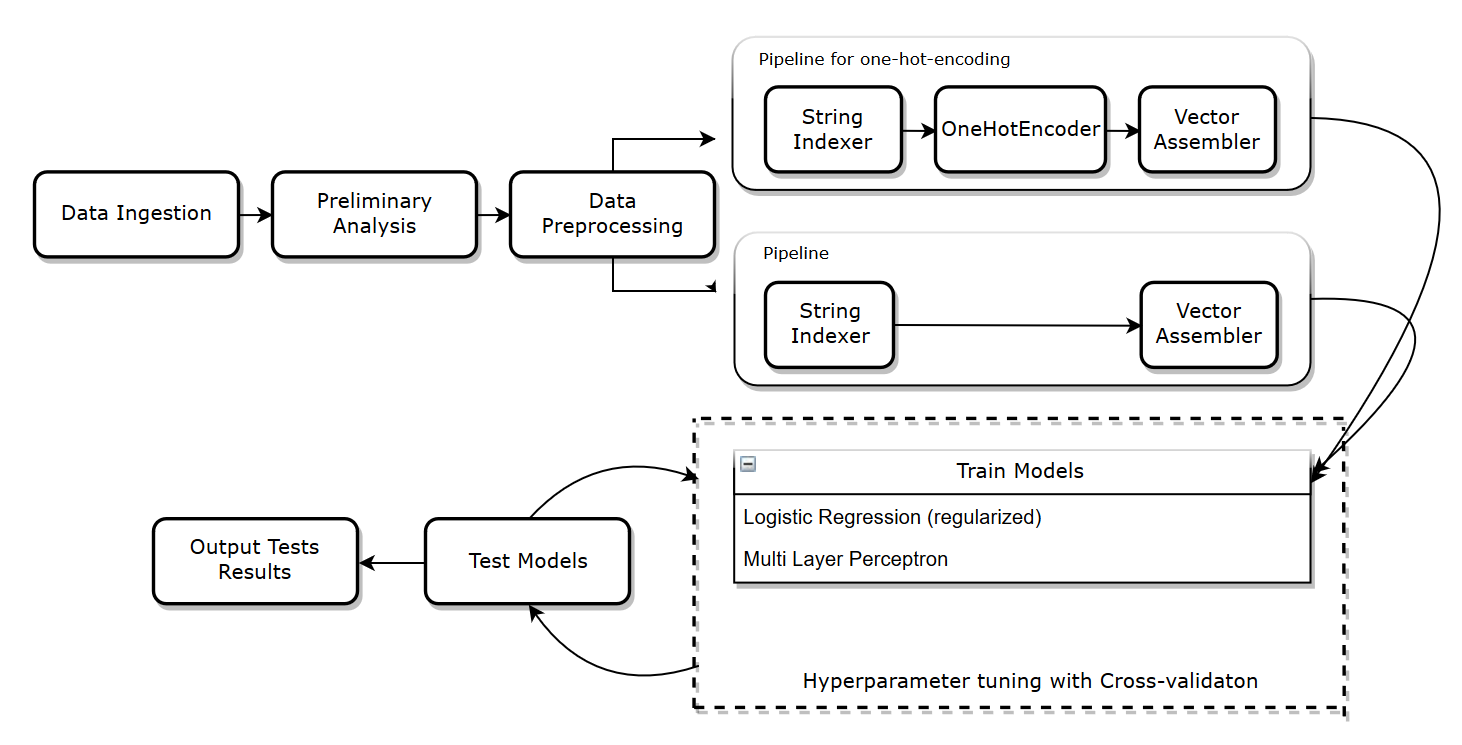 Pipeline for one-hot-encoding
String
Indexer
OneHotEncoder
Vector
Assembler
Data Ingestion
Preliminary
Analysis
Data
Preprocessing
Pipeline
String
Indexer
Vector
Assembler
Train Models
Logistic Regression (regularized)
Multi Layer Perceptron
Hyperparameter tuning with Cross-validaton
Test Models
Output Tests
Results